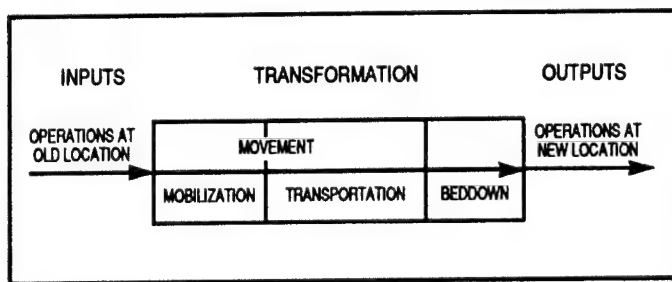 INPUTS TRANSFORMATION OUTPUTS
OPERATIONS AT OLD LOCATION
MOVEMENT
OPERATIONS AT NEW LOCATION
MOBILIZATION TRANSPORTATION BEDDOWN